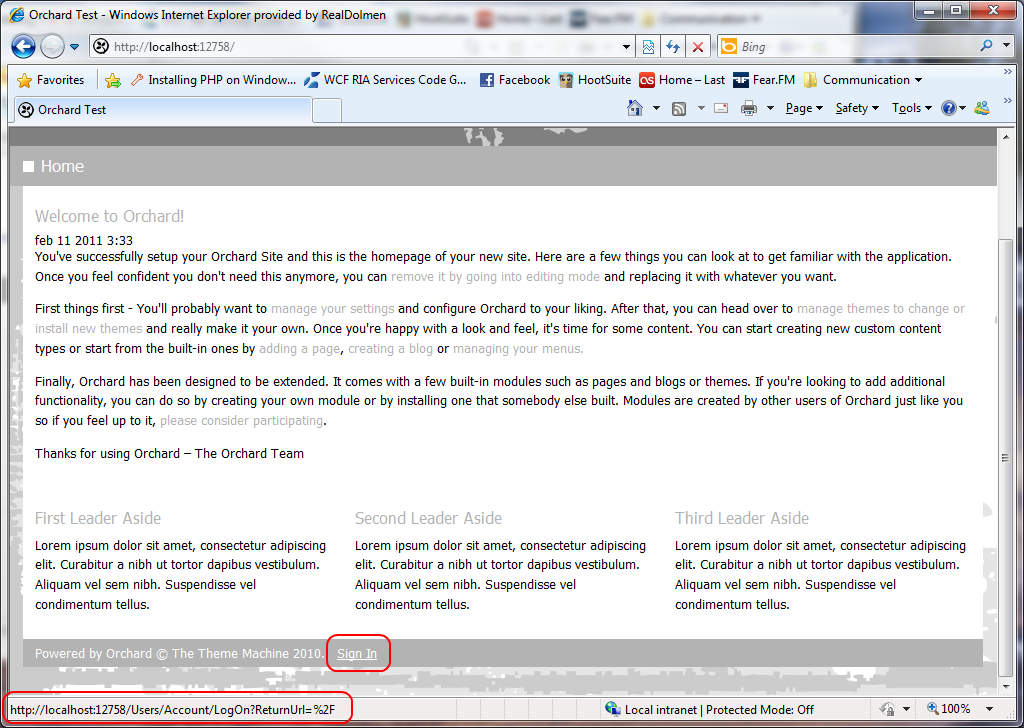 Orchard Test - Windows Internet Explorer provided by RealDolmen
http://localhost:12758/
Bing
Favorites
Installing PHP on Window...
WCF RIA Services Code G...
Facebook
HootSuite
Home – Last
Fear.FM
Communication
Orchard Test
Page
Safety
Tools
Home
Welcome to Orchard!
feb 11 2011 3:33
You've successfully setup your Orchard Site and this is the homepage of your new site. Here are a few things you can look at to get familiar with the application.
Once you feel confident you don't need this anymore, you can remove it by going into editing mode and replacing it with whatever you want.
First things first - You'll probably want to manage your settings and configure Orchard to your liking. After that, you can head over to manage themes to change or
install new themes and really make it your own. Once you're happy with a look and feel, it's time for some content. You can start creating new custom content
types or start from the built-in ones by adding a page, creating a blog or managing your menus.
Finally, Orchard has been designed to be extended. It comes with a few built-in modules such as pages and blogs or themes. If you're looking to add additional
functionality, you can do so by creating your own module or by installing one that somebody else built. Modules are created by other users of Orchard just like you
so if you feel up to it, please consider participating.
Thanks for using Orchard – The Orchard Team
First Leader Aside
Lorem ipsum dolor sit amet, consectetur adipiscing
elit. Curabitur a nibh ut tortor dapibus vestibulum.
Aliquam vel sem nibh. Suspendisse vel
condimentum tellus.
Second Leader Aside
Lorem ipsum dolor sit amet, consectetur adipiscing
elit. Curabitur a nibh ut tortor dapibus vestibulum.
Aliquam vel sem nibh. Suspendisse vel
condimentum tellus.
Third Leader Aside
Lorem ipsum dolor sit amet, consectetur adipiscing
elit. Curabitur a nibh ut tortor dapibus vestibulum.
Aliquam vel sem nibh. Suspendisse vel
condimentum tellus.
Powered by Orchard © The Theme Machine 2010. Sign In
http://localhost:12758/Users/Account/LogOn?ReturnUrl=%2F
Local intranet | Protected Mode: Off
100%